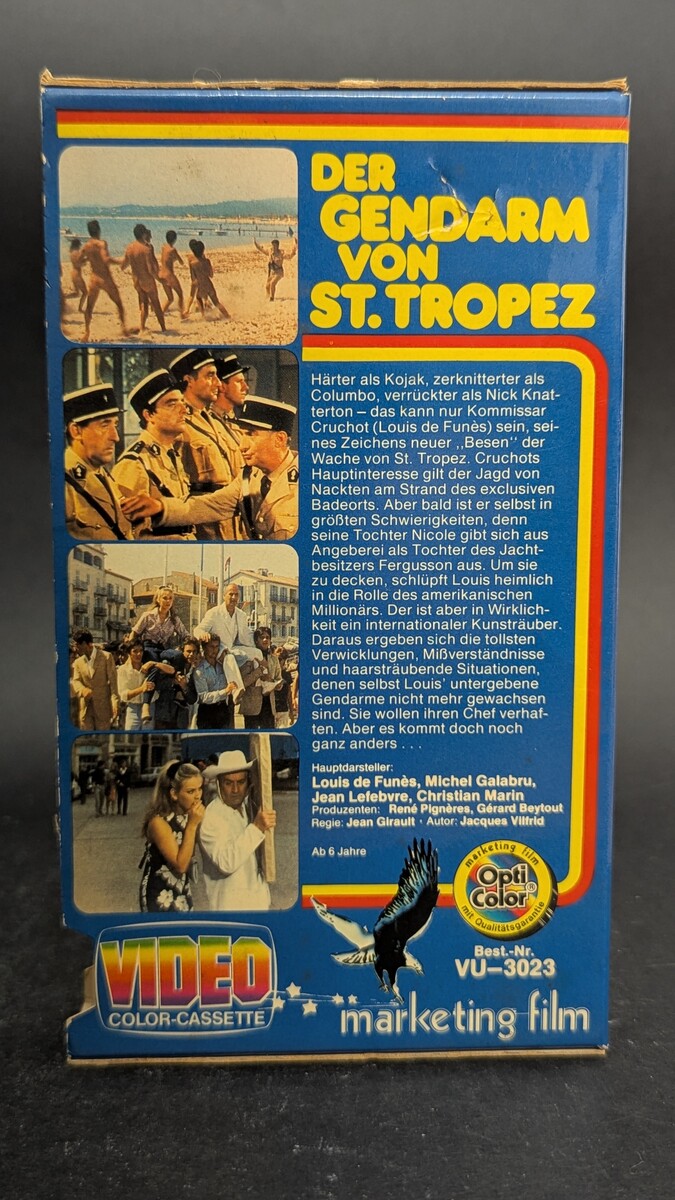 DER
GENDARM
VON
ST. TROPEZ
Härter als Kojak, zerknitterter als
Columbo, verrückter als Nick Knat-
terton – das kann nur Kommissar
Cruchot (Louis de Funès) sein, sei-
nes Zeichens neuer „Besen" der
Wache von St. Tropez. Cruchots
Hauptinteresse gilt der Jagd von
Nackten am Strand des exclusiven
Badeorts. Aber bald ist er selbst in
größten Schwierigkeiten, denn
seine Tochter Nicole gibt sich aus
Angeberei als Tochter des Jacht-
besitzers Fergusson aus. Um sie
zu decken, schlüpft Louis heimlich
in die Rolle des amerikanischen
Millionärs. Der ist aber in Wirklich-
keit ein internationaler Kunsträuber.
Daraus ergeben sich die tollsten
Verwicklungen, Mißverständnisse
und haarsträubende Situationen,
denen selbst Louis' untergebene
Gendarme nicht mehr gewachsen
sind. Sie wollen ihren Chef verhaf-
ten. Aber es kommt doch noch
ganz anders . . .
Hauptdarsteller:
Louis de Funès, Michel Galabru,
Jean Lefebvre, Christian Marin
Produzenten: René Pignères, Gérard Beytout
Regie: Jean Girault · Autor: Jacques Vilfrid
Ab 6 Jahre
marketing film
Opti
Color®
mit Qualitätsgarantie
Best.-Nr.
VU–3023
VIDEO
COLOR-CASSETTE
marketing film